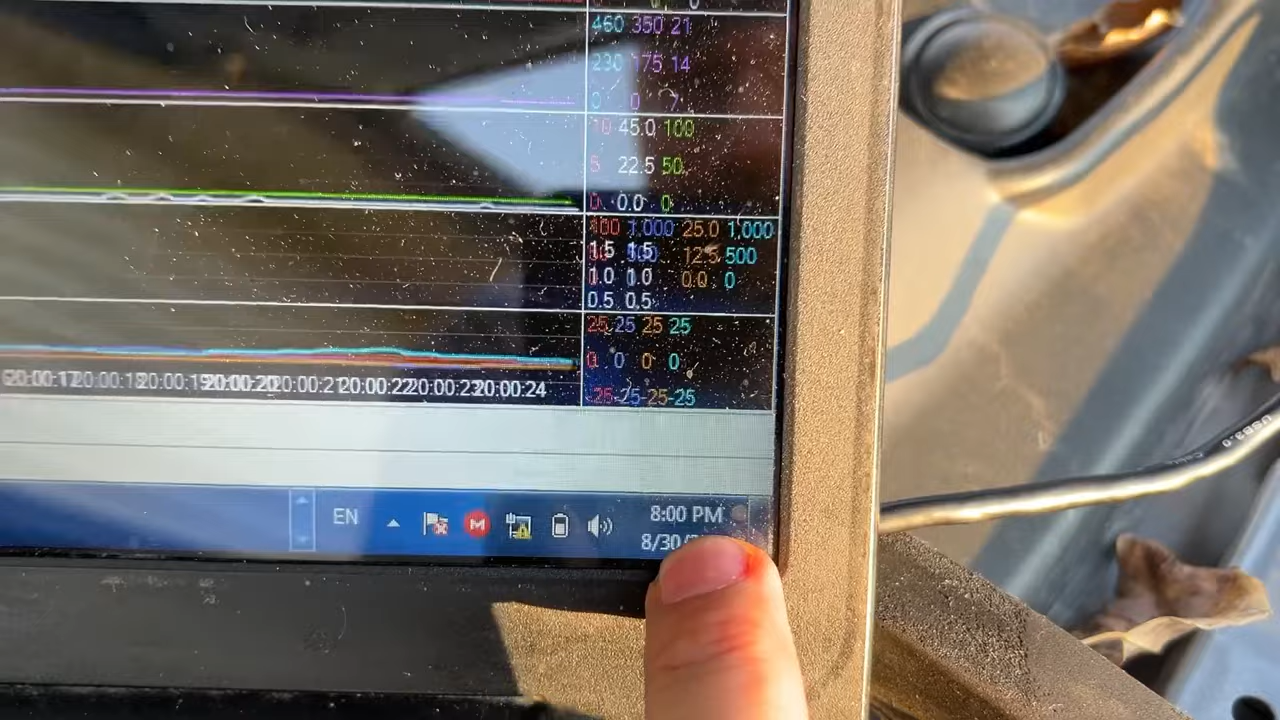 460 350 21
230 175 14
0 0 7
10 45.0 100
5 22.5 50
0 0.0 0
100 1,000 25.0 1,000
1.5 1.5
12.5 500
1.0 1.0 0.0 0
0.5 0.5
25 25 25 25
0 0 0 0
-25 -25 -25 -25
20:00:18 20:00:19 20:00:20 20:00:21 20:00:22 20:00:23 20:00:24
EN
M
8:00 PM
8/30/
USB3.0